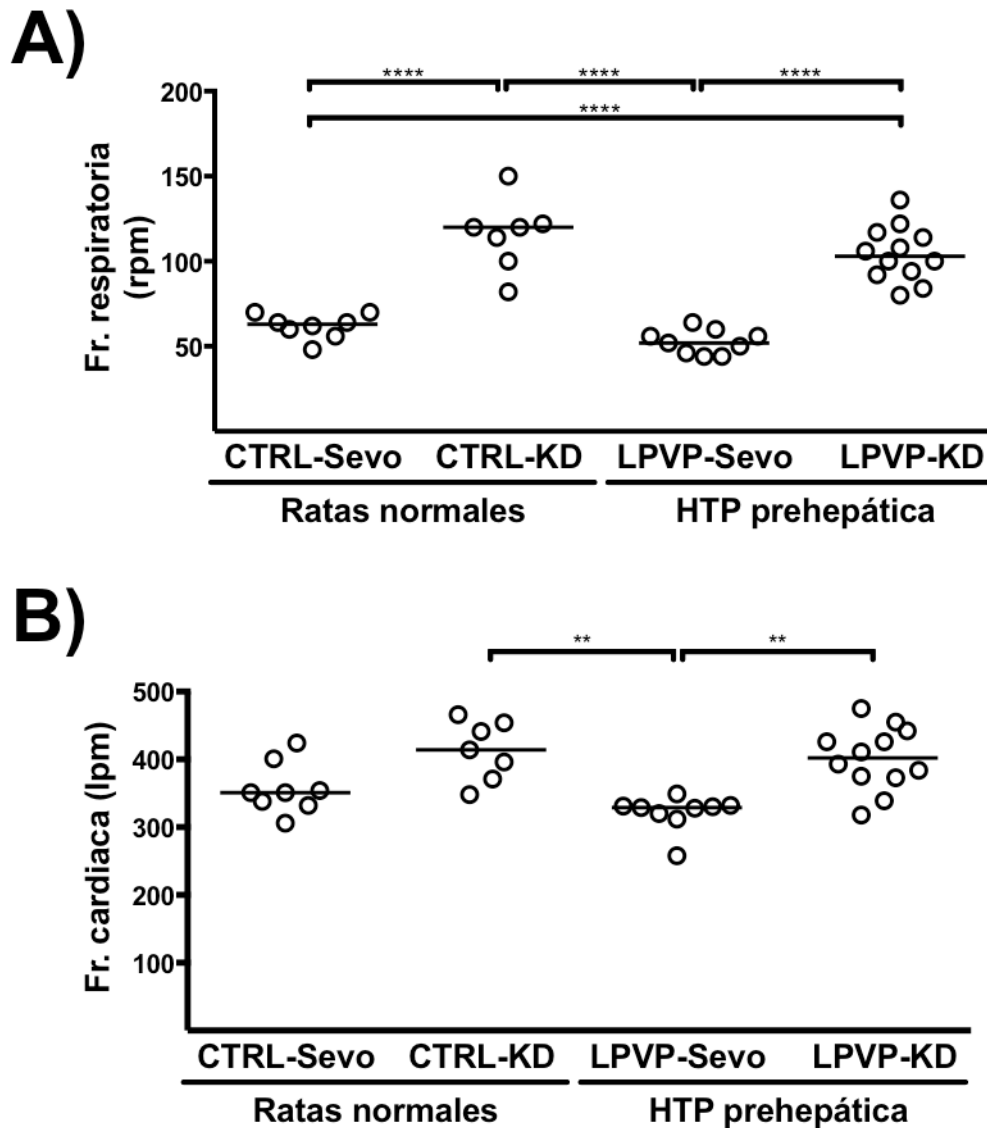 A)
**** **** ****
****
200
150
100
50
Fr. respiratoria
(rpm)
CTRL-Sevo CTRL-KD LPVP-Sevo LPVP-KD
Ratas normales HTP prehepática
B)
** **
500
400
300
200
100
Fr. cardiaca (lpm)
CTRL-Sevo CTRL-KD LPVP-Sevo LPVP-KD
Ratas normales HTP prehepática